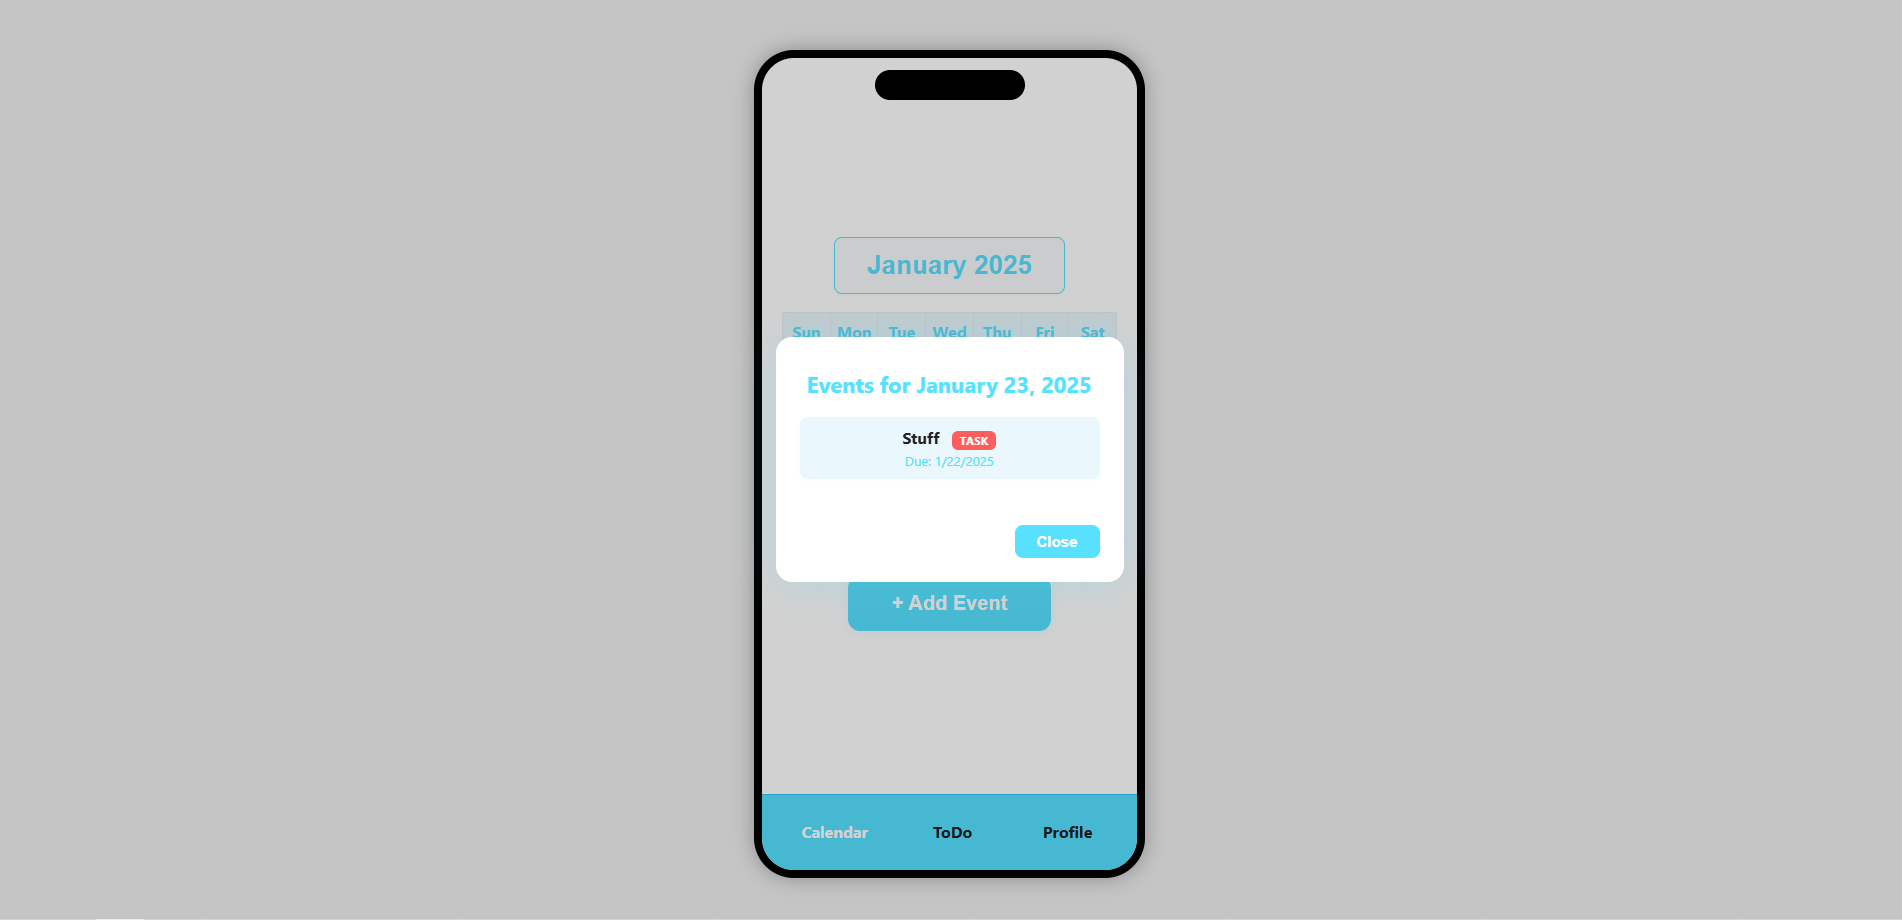 January 2025
Sun Mon Tue Wed Thu Fri Sat
Events for January 23, 2025
Stuff TASK
Due: 1/22/2025
Close
+ Add Event
Calendar ToDo Profile